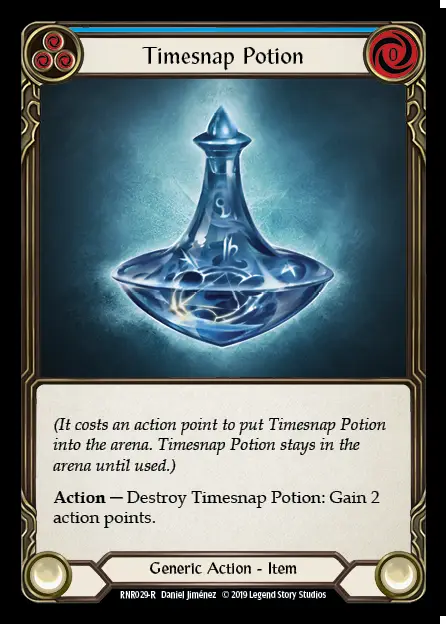 Timesnap Potion
0
(It costs an action point to put Timesnap Potion
into the arena. Timesnap Potion stays in the
arena until used.)
Action — Destroy Timesnap Potion: Gain 2
action points.
Generic Action - Item
RNR029-R Daniel Jiménez © 2019 Legend Story Studios